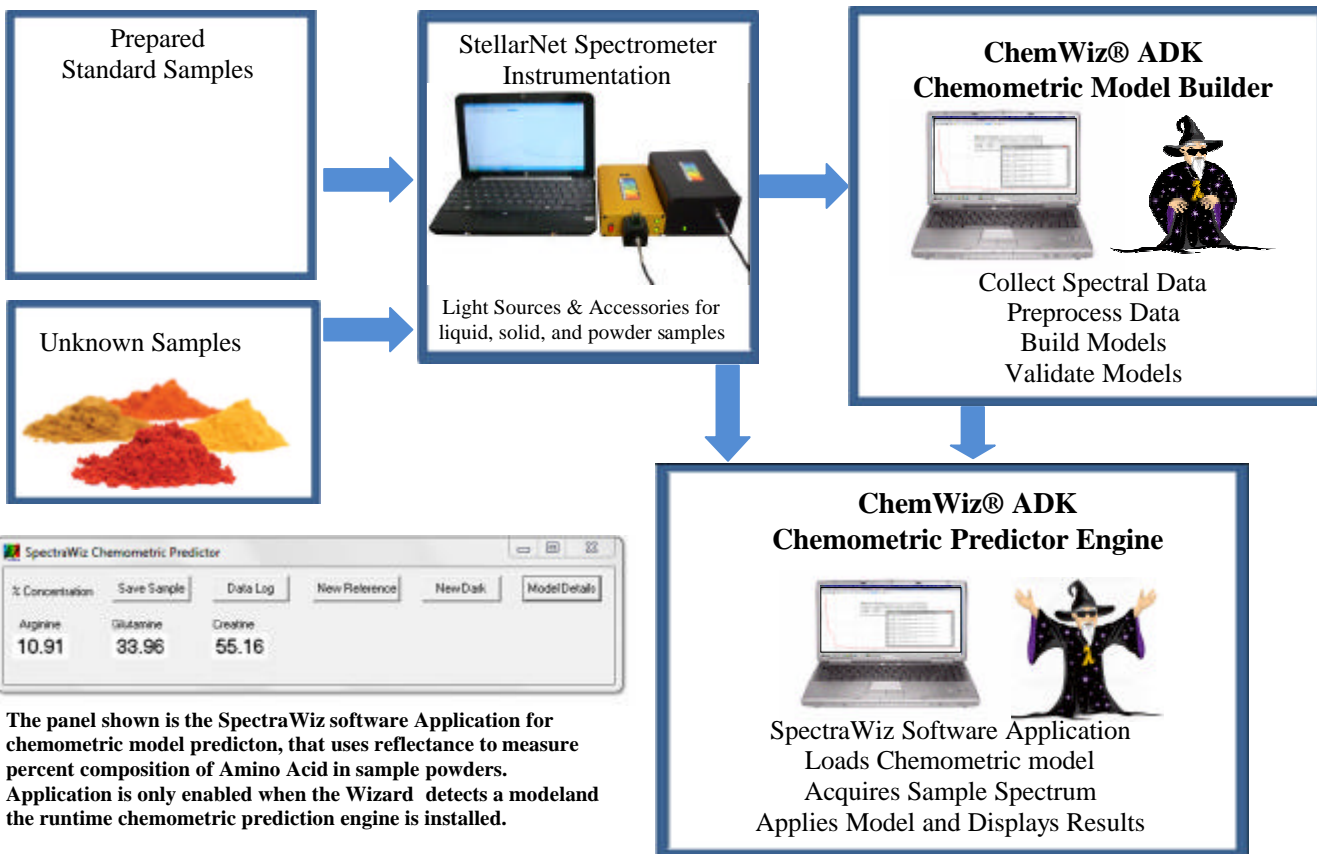 Prepared
Standard Samples
StellarNet Spectrometer
Instrumentation
Light Sources & Accessories for
liquid, solid, and powder samples
ChemWiz® ADK
Chemometric Model Builder
Collect Spectral Data
Preprocess Data
Build Models
Validate Models
Unknown Samples
ChemWiz® ADK
Chemometric Predictor Engine
SpectraWiz Software Application
Loads Chemometric model
Acquires Sample Spectrum
Applies Model and Displays Results
SpectraWiz Chemometric Predictor
% Concentration Save Sample Data Log New Reference New Dark Model Details
Arginine Glutamine Creatine
10.91 33.96 55.16
The panel shown is the SpectraWiz software Application for
chemometric model predicton, that uses reflectance to measure
percent composition of Amino Acid in sample powders.
Application is only enabled when the Wizard detects a modeland
the runtime chemometric prediction engine is installed.